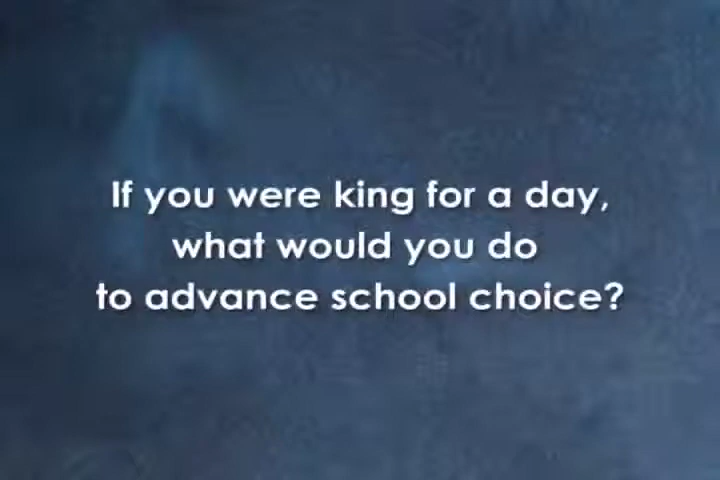 If you were king for a day,
what would you do
to advance school choice?